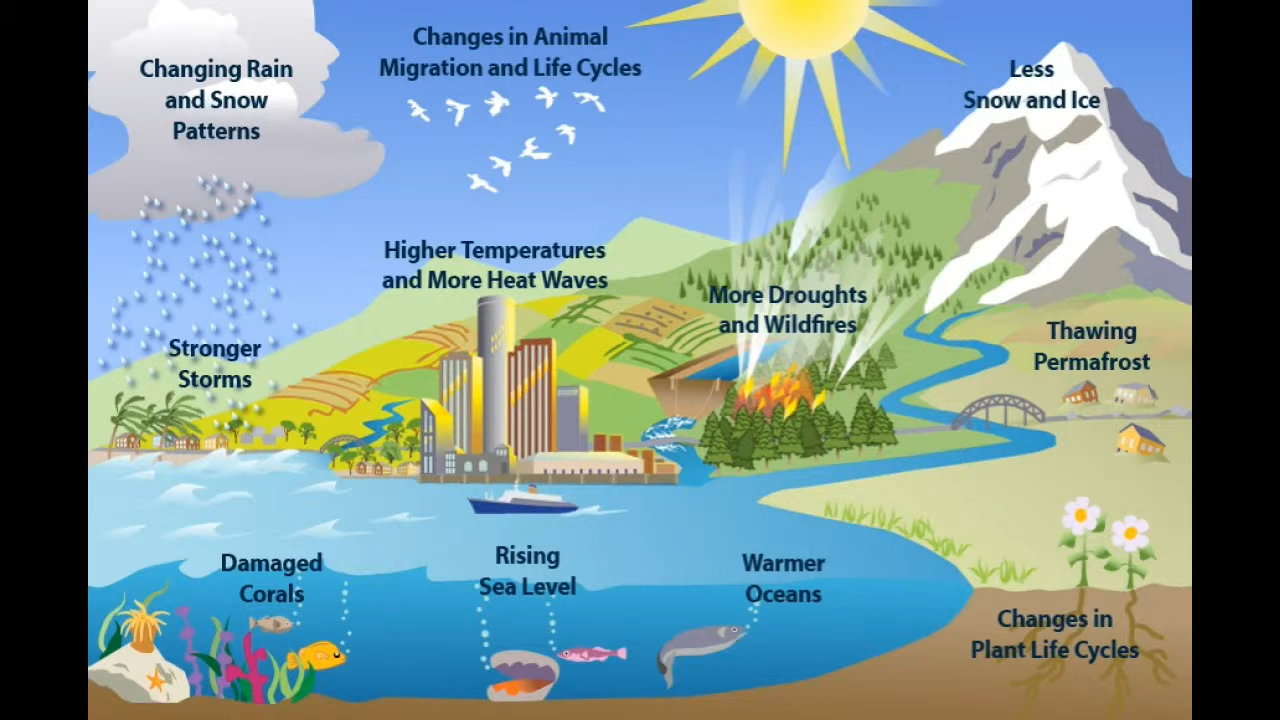 Changes in Animal
Migration and Life Cycles
Changing Rain
and Snow
Patterns
Less
Snow and Ice
Higher Temperatures
and More Heat Waves
More Droughts
and Wildfires
Stronger
Storms
Thawing
Permafrost
Damaged
Corals
Rising
Sea Level
Warmer
Oceans
Changes in
Plant Life Cycles